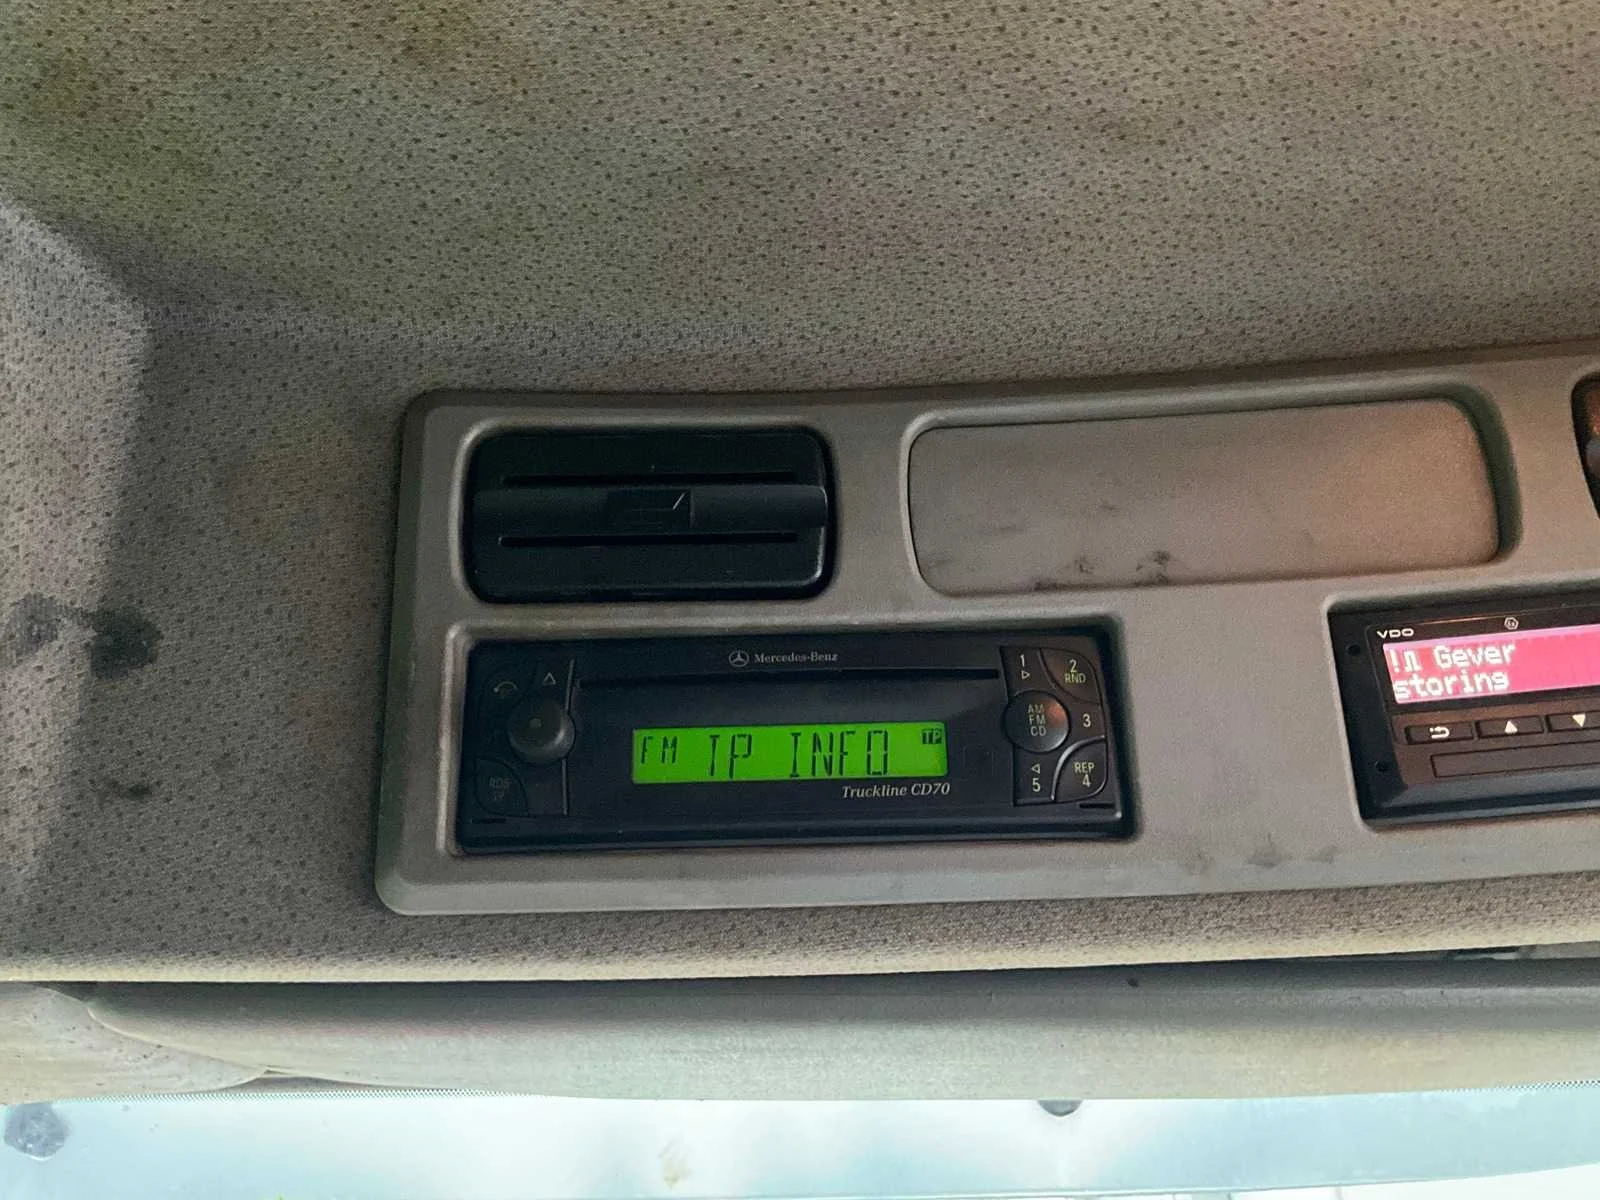 Mercedes-Benz
1
2
RND
AM
FM
CD
3
FM TP INFO TP
RDS
5
REP
4
Truckline CD70
VDO
!Л Gever
storing